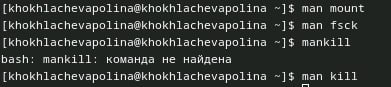 [khokhlachevapolina@khokhlachevapolina ~]$ man mount
[khokhlachevapolina@khokhlachevapolina ~]$ man fsck
[khokhlachevapolina@khokhlachevapolina ~]$ mankill
bash: mankill: команда не найдена
[khokhlachevapolina@khokhlachevapolina ~]$ man kill